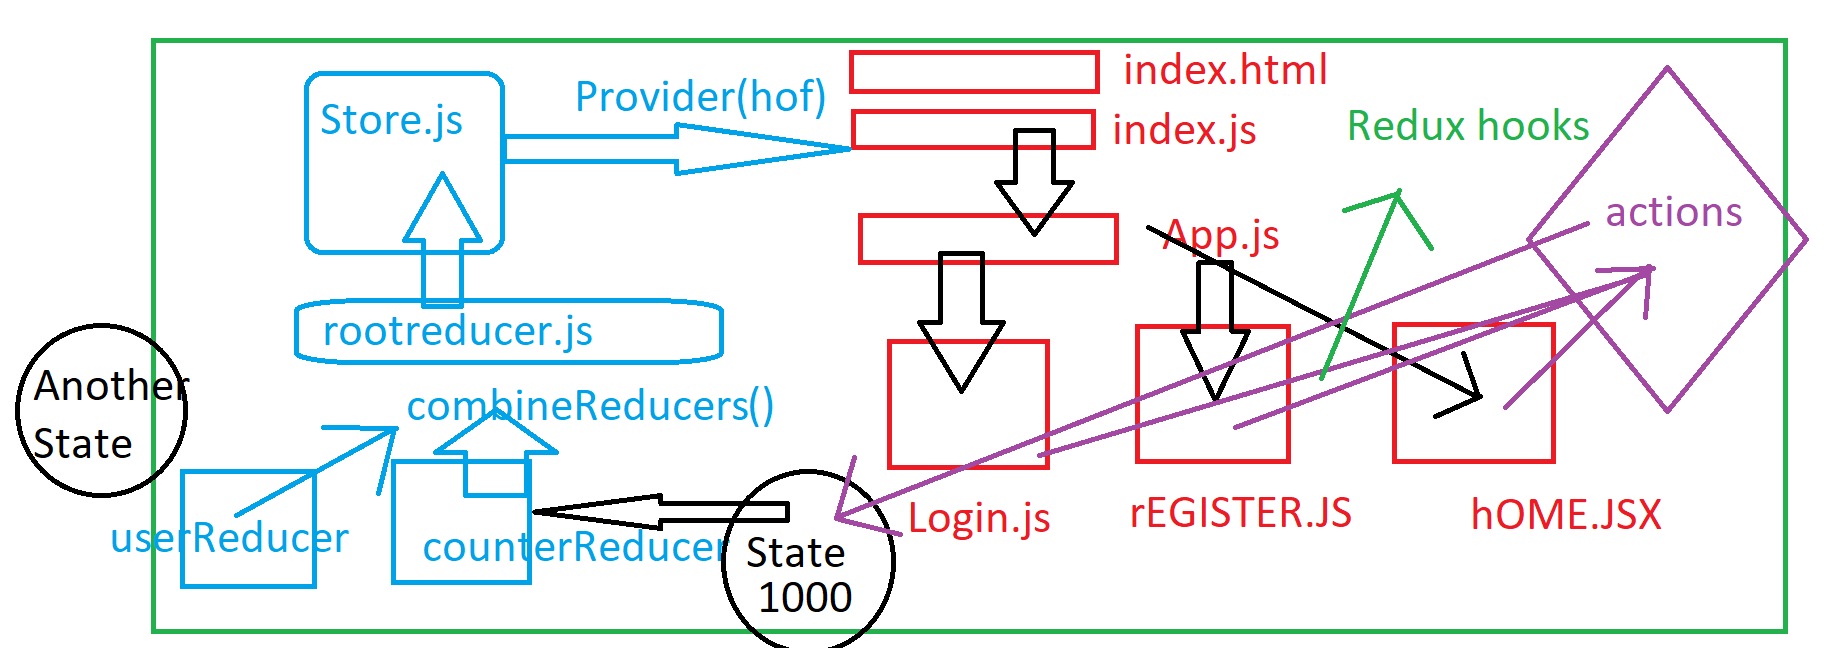 index.html
Store.js
Provider(hof)
index.js
Redux hooks
actions
App.js
rootreducer.js
Another
State
combineReducers()
userReducer
counterReducer
State
1000
Login.js
rEGISTER.JS
hOME.JSX